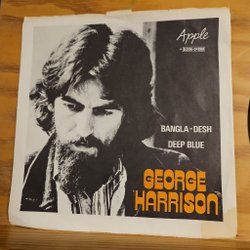 Apple
BANGLA-DESH
DEEP BLUE
GEORGE
HARRISON